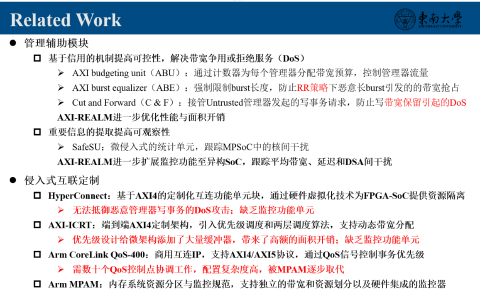 Related Work
東南大學
管理辅助模块
基于信用的机制提高可控性，解决带宽争用或拒绝服务（DoS）
AXI budgeting unit（ABU）：通过计数器为每个管理器分配带宽预算，控制管理器流量
AXI burst equalizer（ABE）：强制限制burst长度，防止RR策略下恶意长burst引发的的带宽抢占
Cut and Forward（C & F）：接管Untrusted管理器发起的写事务请求，防止写带宽保留引起的DoS
AXI-REALM进一步优化性能与面积开销
重要信息的提取提高可观察性
SafeSU：微侵入式的统计单元，跟踪MPSoC中的核间干扰
AXI-REALM进一步扩展监控功能至异构SoC，跟踪平均带宽、延迟和DSA间干扰
侵入式互联定制
HyperConnect：基于AXI4的定制化互连功能单元块，通过硬件虚拟化技术为FPGA-SoC提供资源隔离
无法抵御恶意管理器写事务的DoS攻击；缺乏监控功能单元
AXI-ICRT：端到端AXI4定制架构，引入优先级调度和两层调度算法，支持动态带宽分配
优先级设计给微架构添加了大量缓冲器，带来了高额的面积开销；缺乏监控功能单元
Arm CoreLink QoS-400：商用互连IP，支持AXI4/AXI5协议，通过QoS信号控制事务优先级
需数十个QoS控制点协调工作，配置复杂度高，被MPAM逐步取代
Arm MPAM：内存系统资源分区与监控规范，支持独立的带宽和资源划分以及硬件集成的监控器